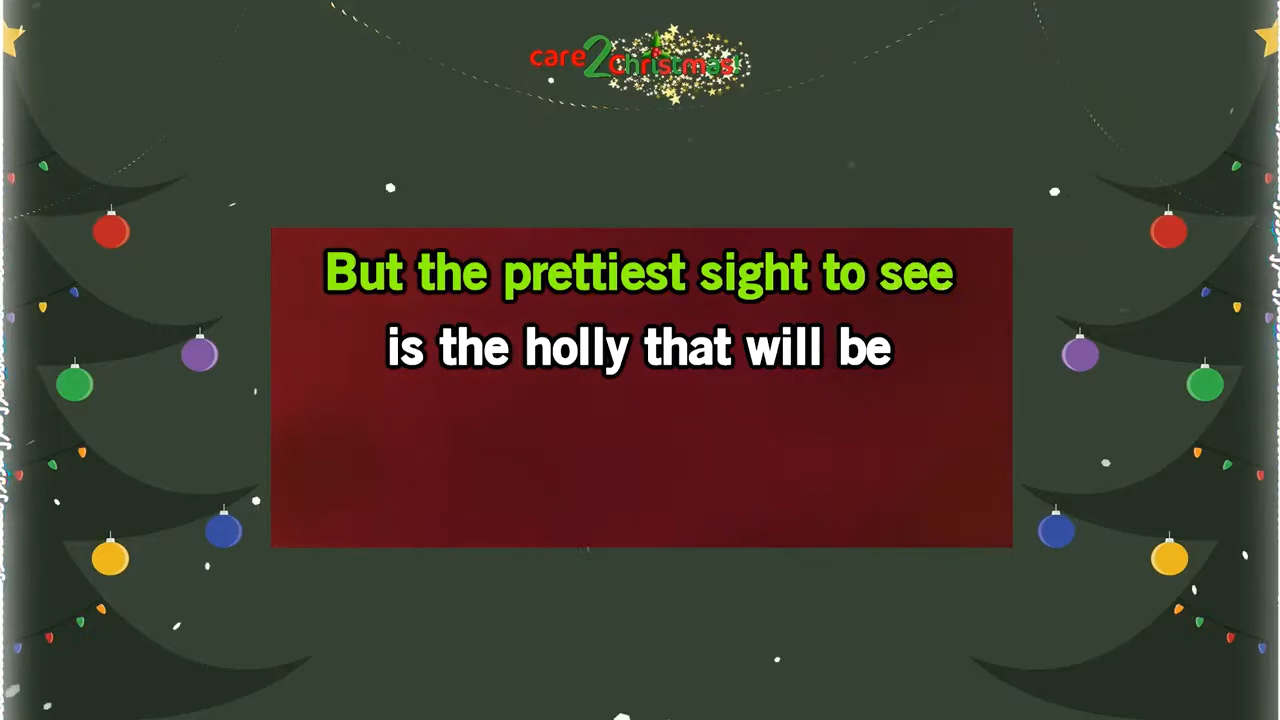 care2Christmas!
But the prettiest sight to see
is the holly that will be